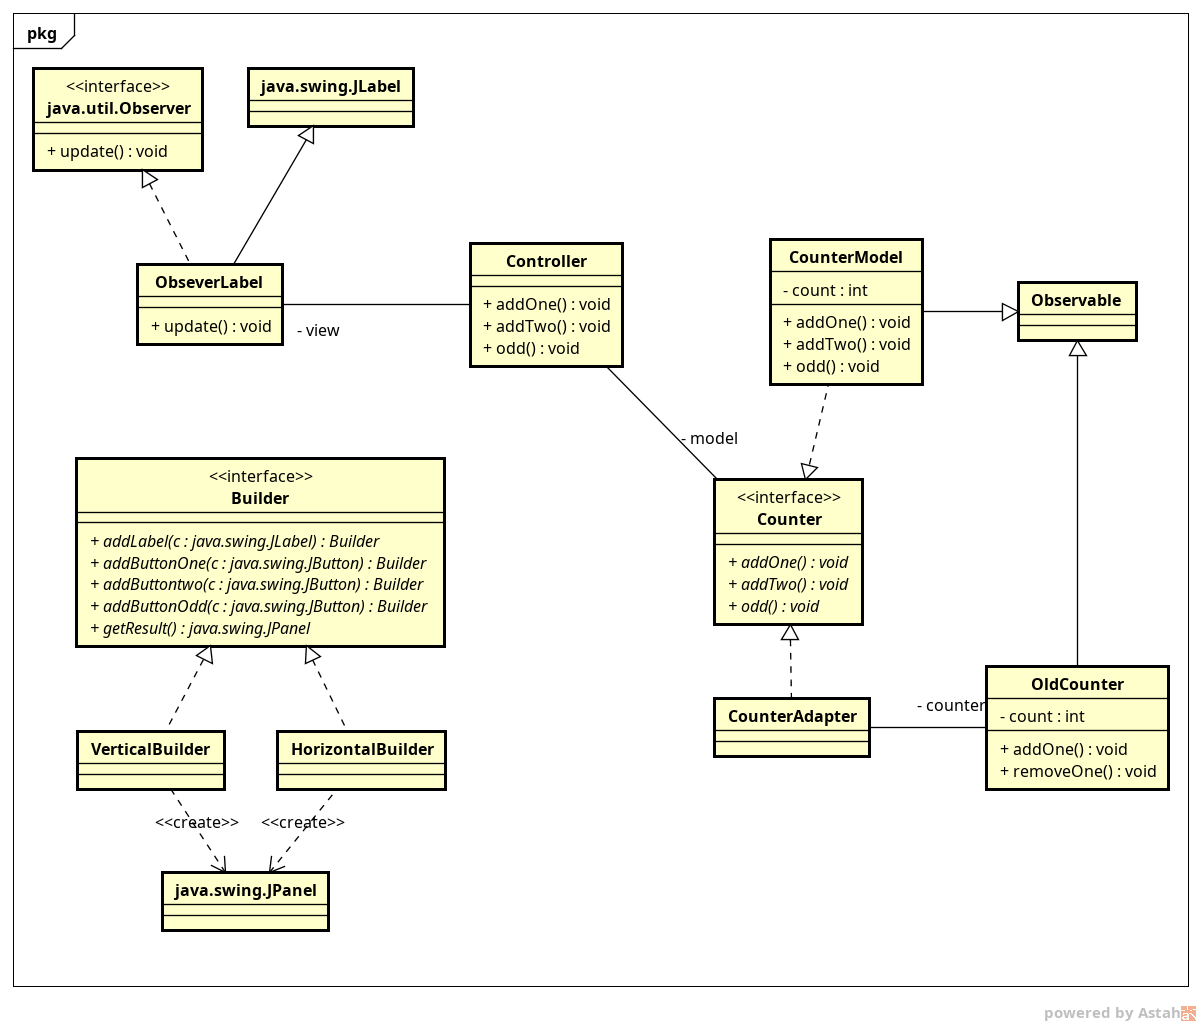 pkg
<<interface>>
java.util.Observer
+ update() : void
java.swing.JLabel
ObseverLabel
+ update() : void
- view
Controller
+ addOne() : void
+ addTwo() : void
+ odd() : void
CounterModel
- count : int
+ addOne() : void
+ addTwo() : void
+ odd() : void
Observable
- model
<<interface>>
Builder
+ addLabel(c : java.swing.JLabel) : Builder
+ addButtonOne(c : java.swing.JButton) : Builder
+ addButtontwo(c : java.swing.JButton) : Builder
+ addButtonOdd(c : java.swing.JButton) : Builder
+ getResult() : java.swing.JPanel
<<interface>>
Counter
+ addOne() : void
+ addTwo() : void
+ odd() : void
VerticalBuilder
HorizontalBuilder
CounterAdapter
- counter
OldCounter
- count : int
+ addOne() : void
+ removeOne() : void
<<create>>
<<create>>
java.swing.JPanel
powered by Astah